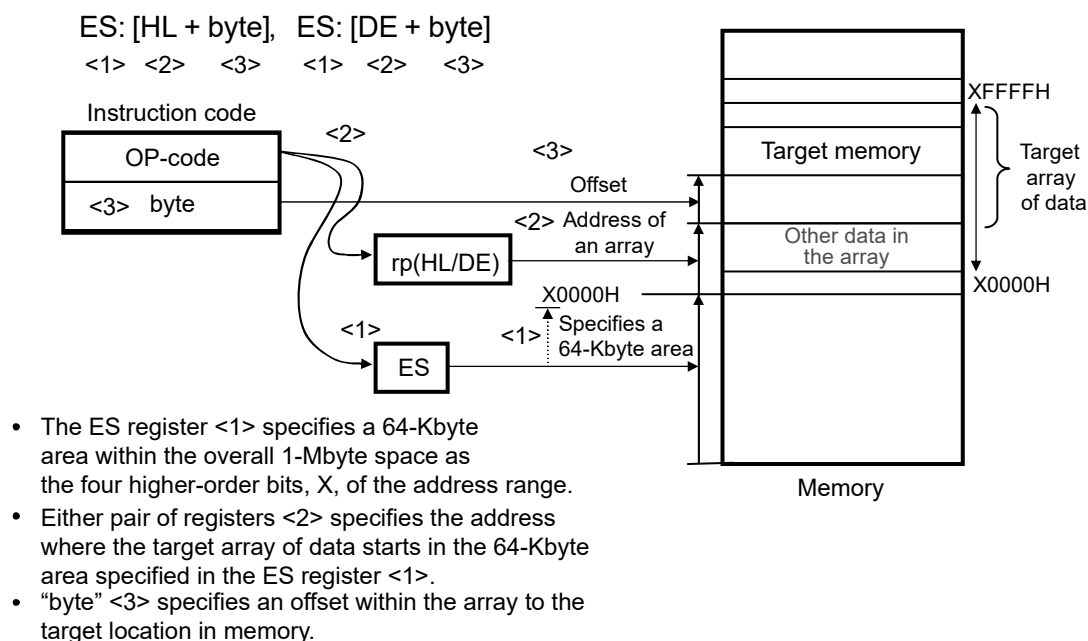 ES: [HL + byte], ES: [DE + byte]
<1> <2> <3> <1> <2> <3>
Instruction code
OP-code
<3> byte
<2>
<3>
Offset
<2> Address of
an array
rp(HL/DE)
X0000H
<1>
<1>
Specifies a
64-Kbyte area
ES
XFFFFH
Target memory
Target
array
of data
Other data in
the array
X0000H
Memory
• The ES register <1> specifies a 64-Kbyte
area within the overall 1-Mbyte space as
the four higher-order bits, X, of the address range.
• Either pair of registers <2> specifies the address
where the target array of data starts in the 64-Kbyte
area specified in the ES register <1>.
• “byte” <3> specifies an offset within the array to the
target location in memory.